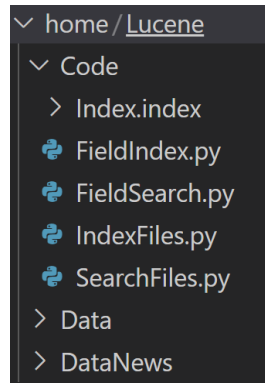 home/Lucene
Code
Index.index
FieldIndex.py
FieldSearch.py
IndexFiles.py
SearchFiles.py
Data
DataNews